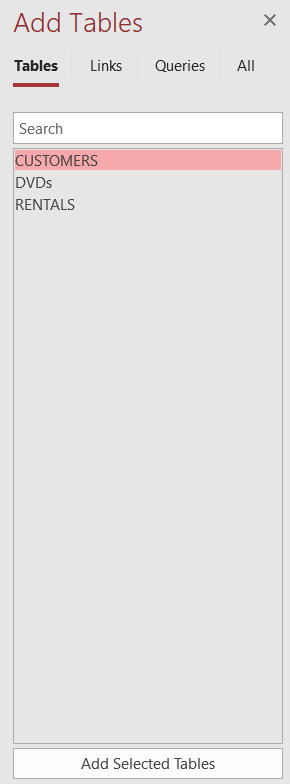 Add Tables
Tables Links Queries All
Search
CUSTOMERS
DVDs
RENTALS
Add Selected Tables